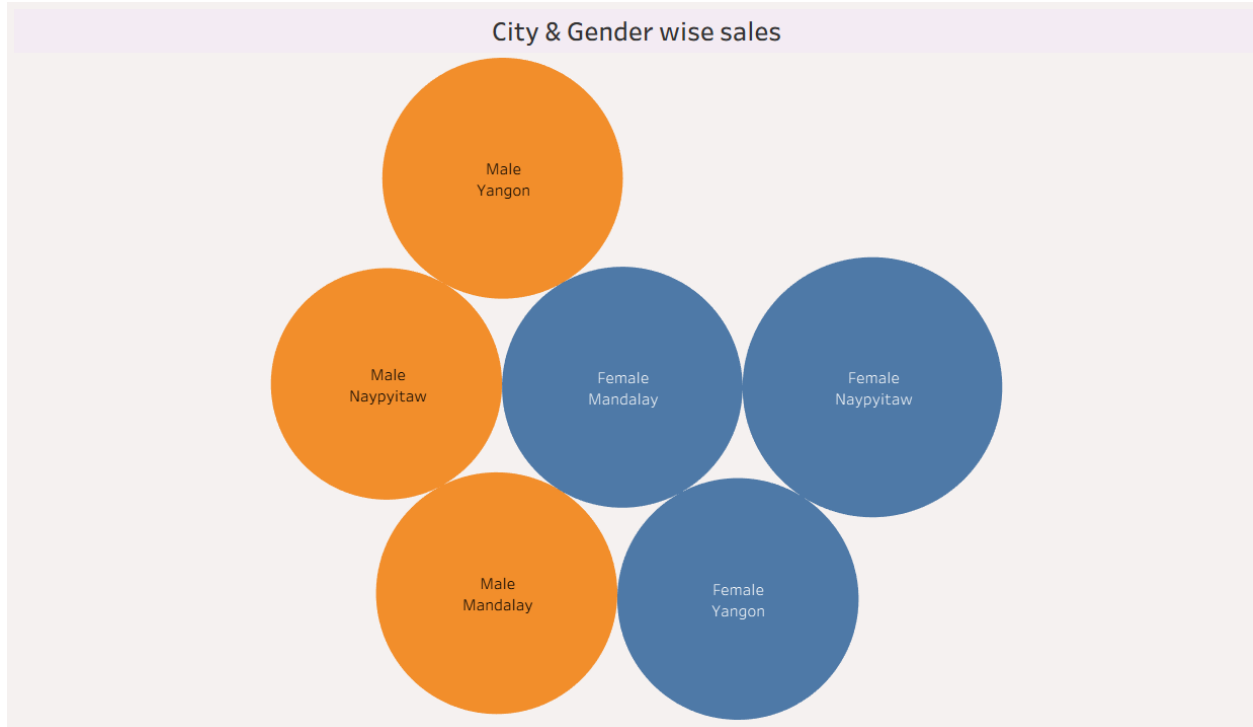 City & Gender wise sales
Male
Yangon
Male
Naypyitaw
Female
Mandalay
Female
Naypyitaw
Male
Mandalay
Female
Yangon